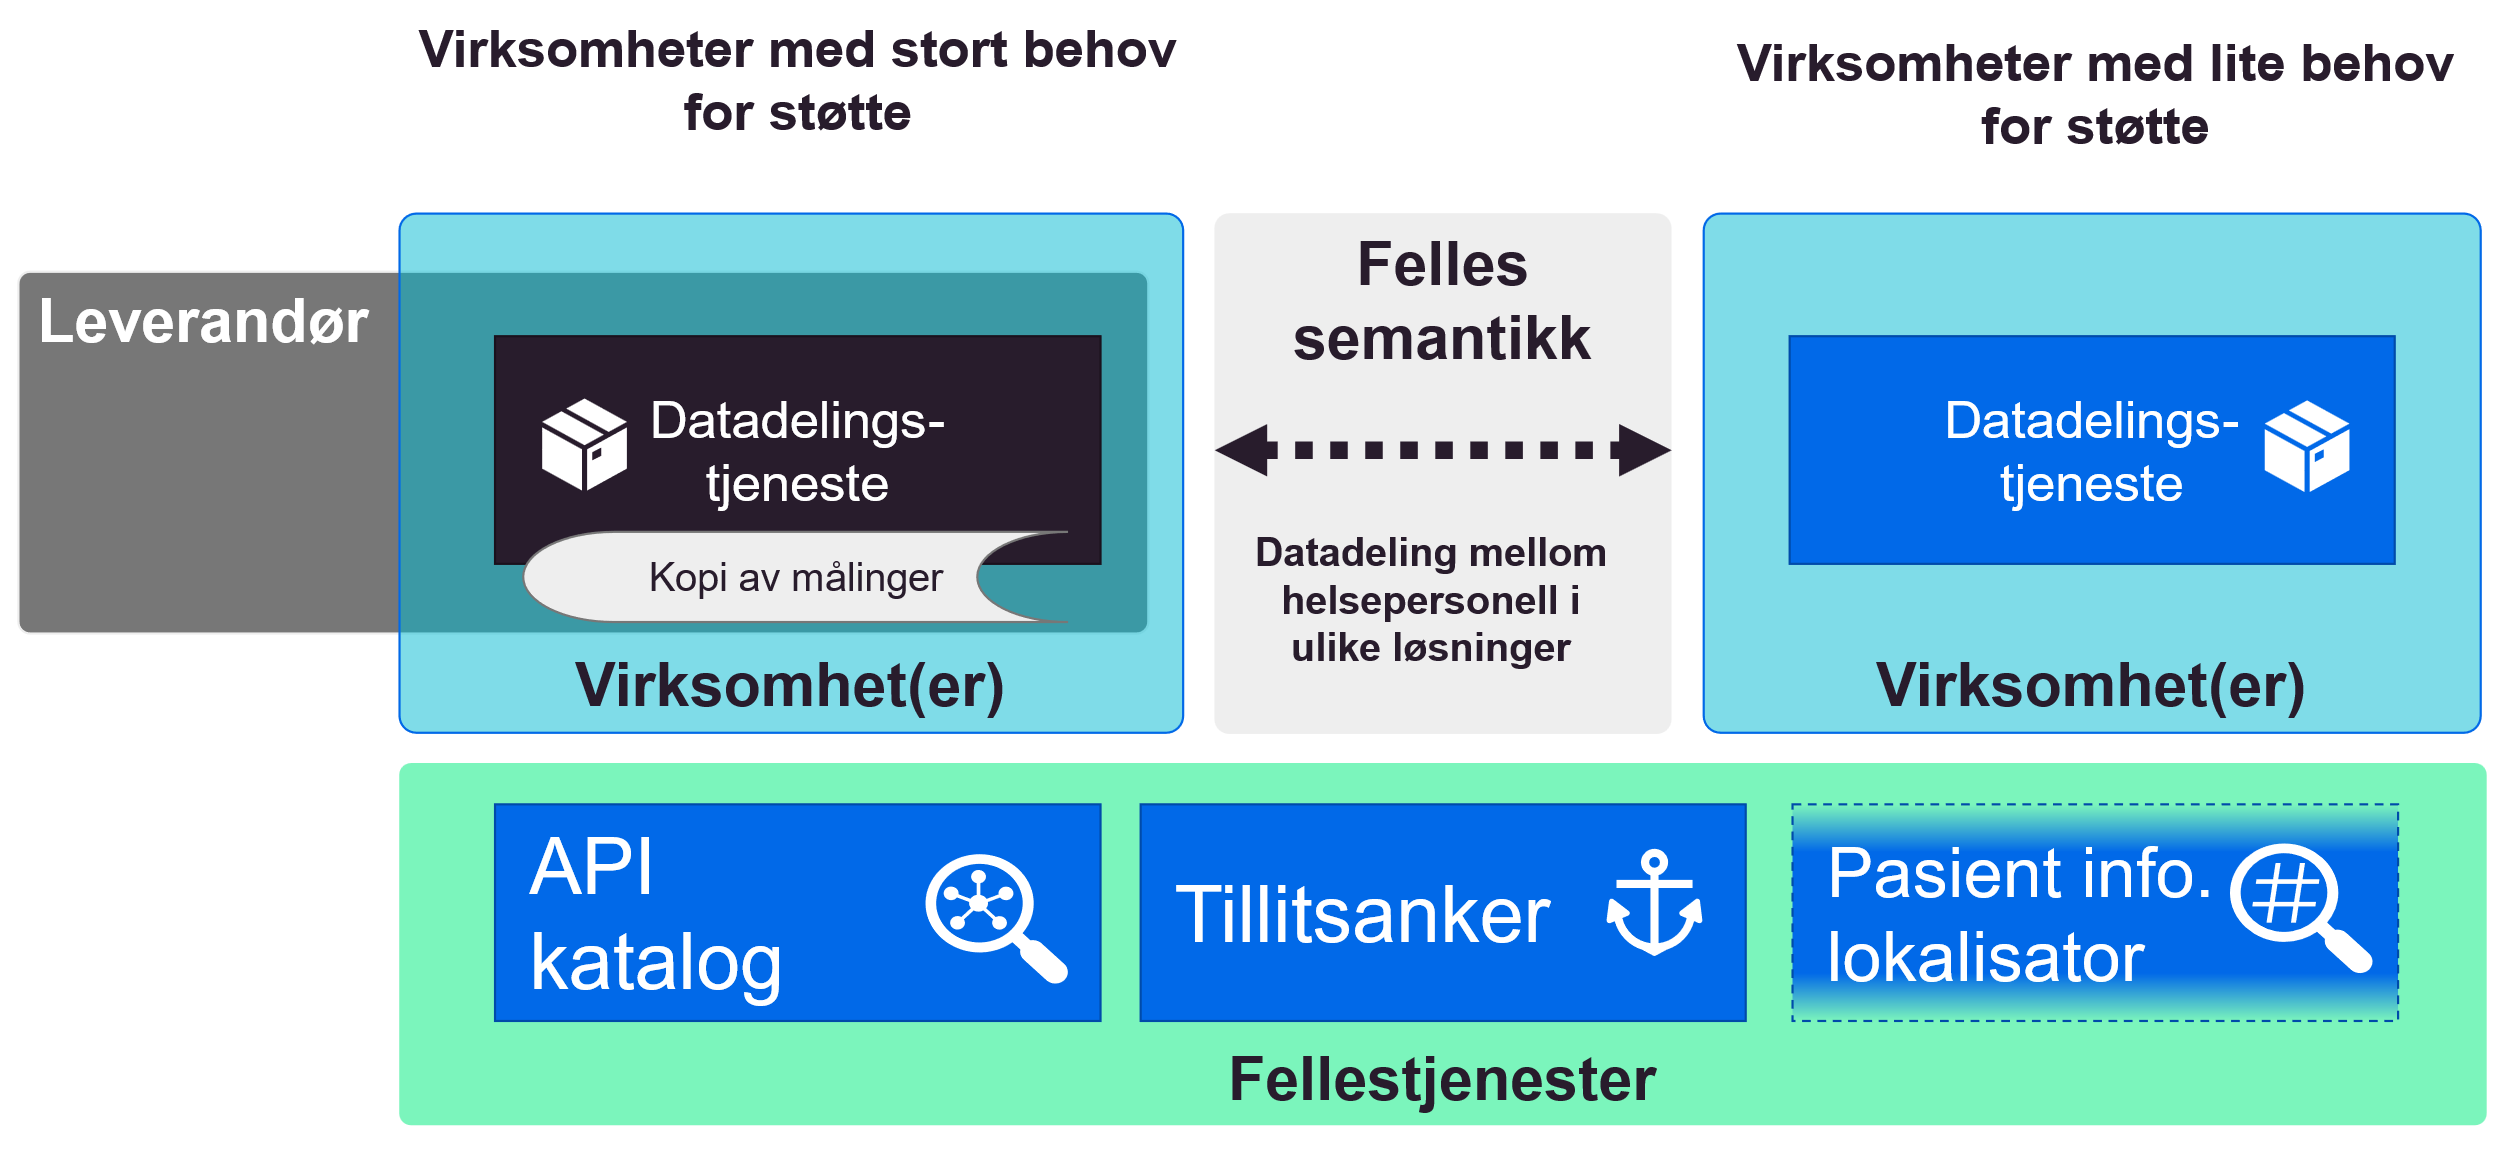 Virksomheter med stort behov
for støtte
Virksomheter med lite behov
for støtte
Leverandør
Datadelings-
tjeneste
Kopi av målinger
Virksomhet(er)
Felles
semantikk
Datadeling mellom
helsepersonell i
ulike løsninger
Datadelings-
tjeneste
Virksomhet(er)
API
katalog
Tillitsanker
Pasient info.
lokalisator
Fellestjenester